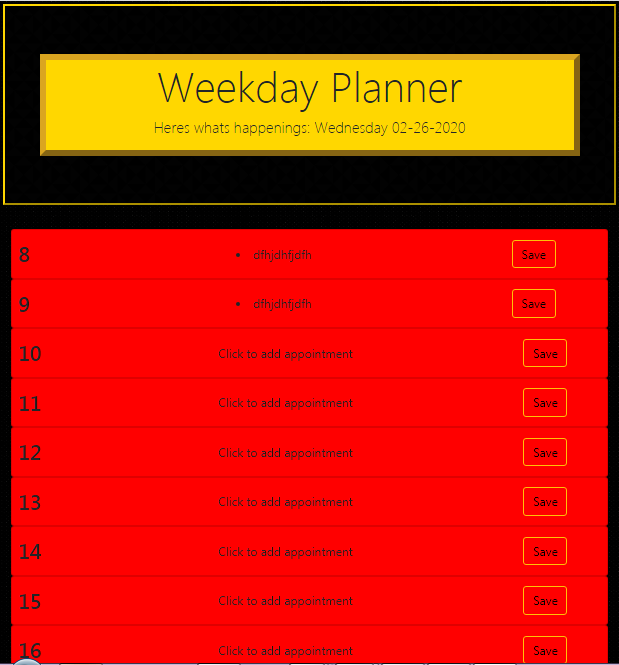 Weekday Planner
Heres whats happenings: Wednesday 02-26-2020
8 • dfhjdhfjdfh Save
9 • dfhjdhfjdfh Save
10 Click to add appointment Save
11 Click to add appointment Save
12 Click to add appointment Save
13 Click to add appointment Save
14 Click to add appointment Save
15 Click to add appointment Save
16 Click to add appointment Save